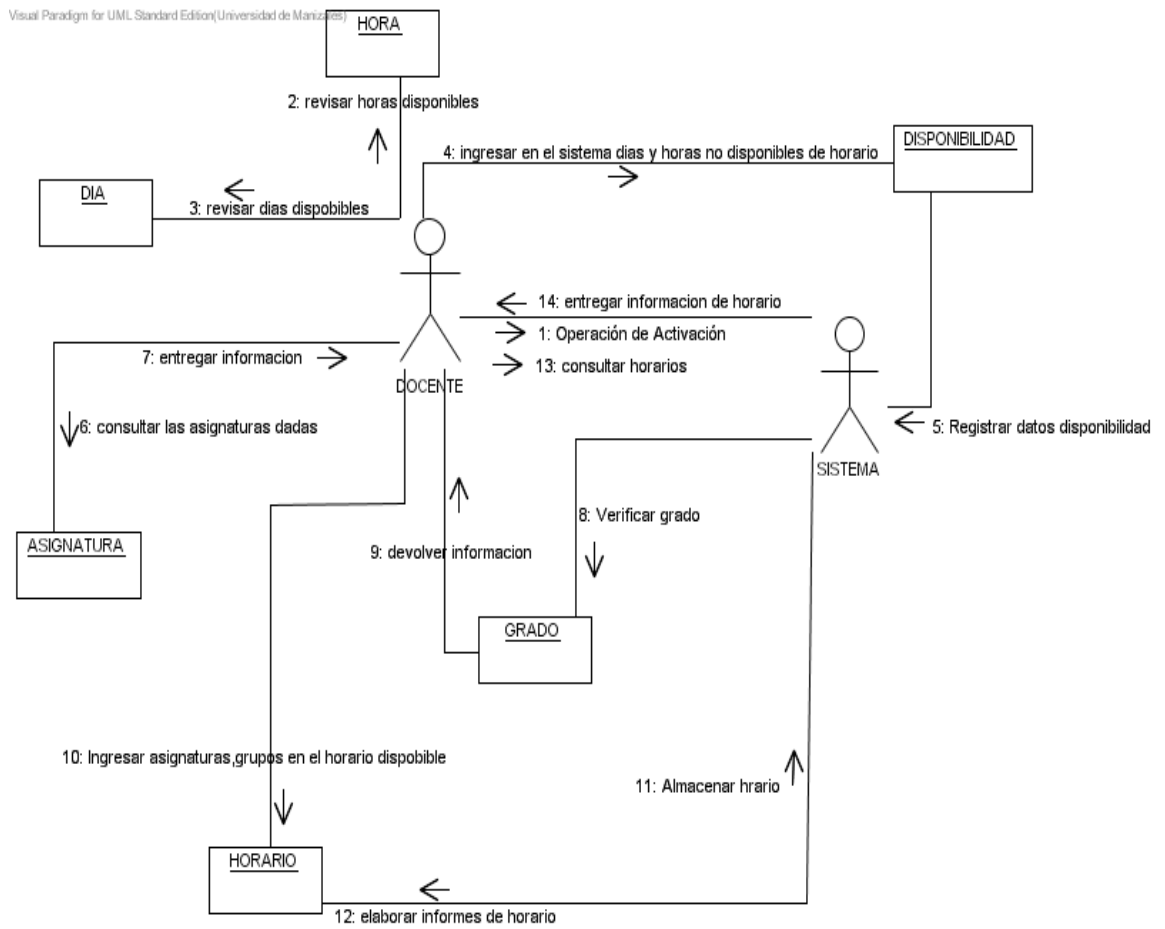 Visual Paradigm for UML Standard Edition(Universidad de Manizales)
HORA
2: revisar horas disponibles
DISPONIBILIDAD
4: ingresar en el sistema dias y horas no disponibles de horario
DIA
3: revisar dias dispobibles
14: entregar informacion de horario
1: Operación de Activación
7: entregar informacion
13: consultar horarios
DOCENTE
6: consultar las asignaturas dadas
5: Registrar datos disponibilidad
SISTEMA
8: Verificar grado
ASIGNATURA
9: devolver informacion
GRADO
10: Ingresar asignaturas,grupos en el horario dispobible
11: Almacenar hrario
HORARIO
12: elaborar informes de horario